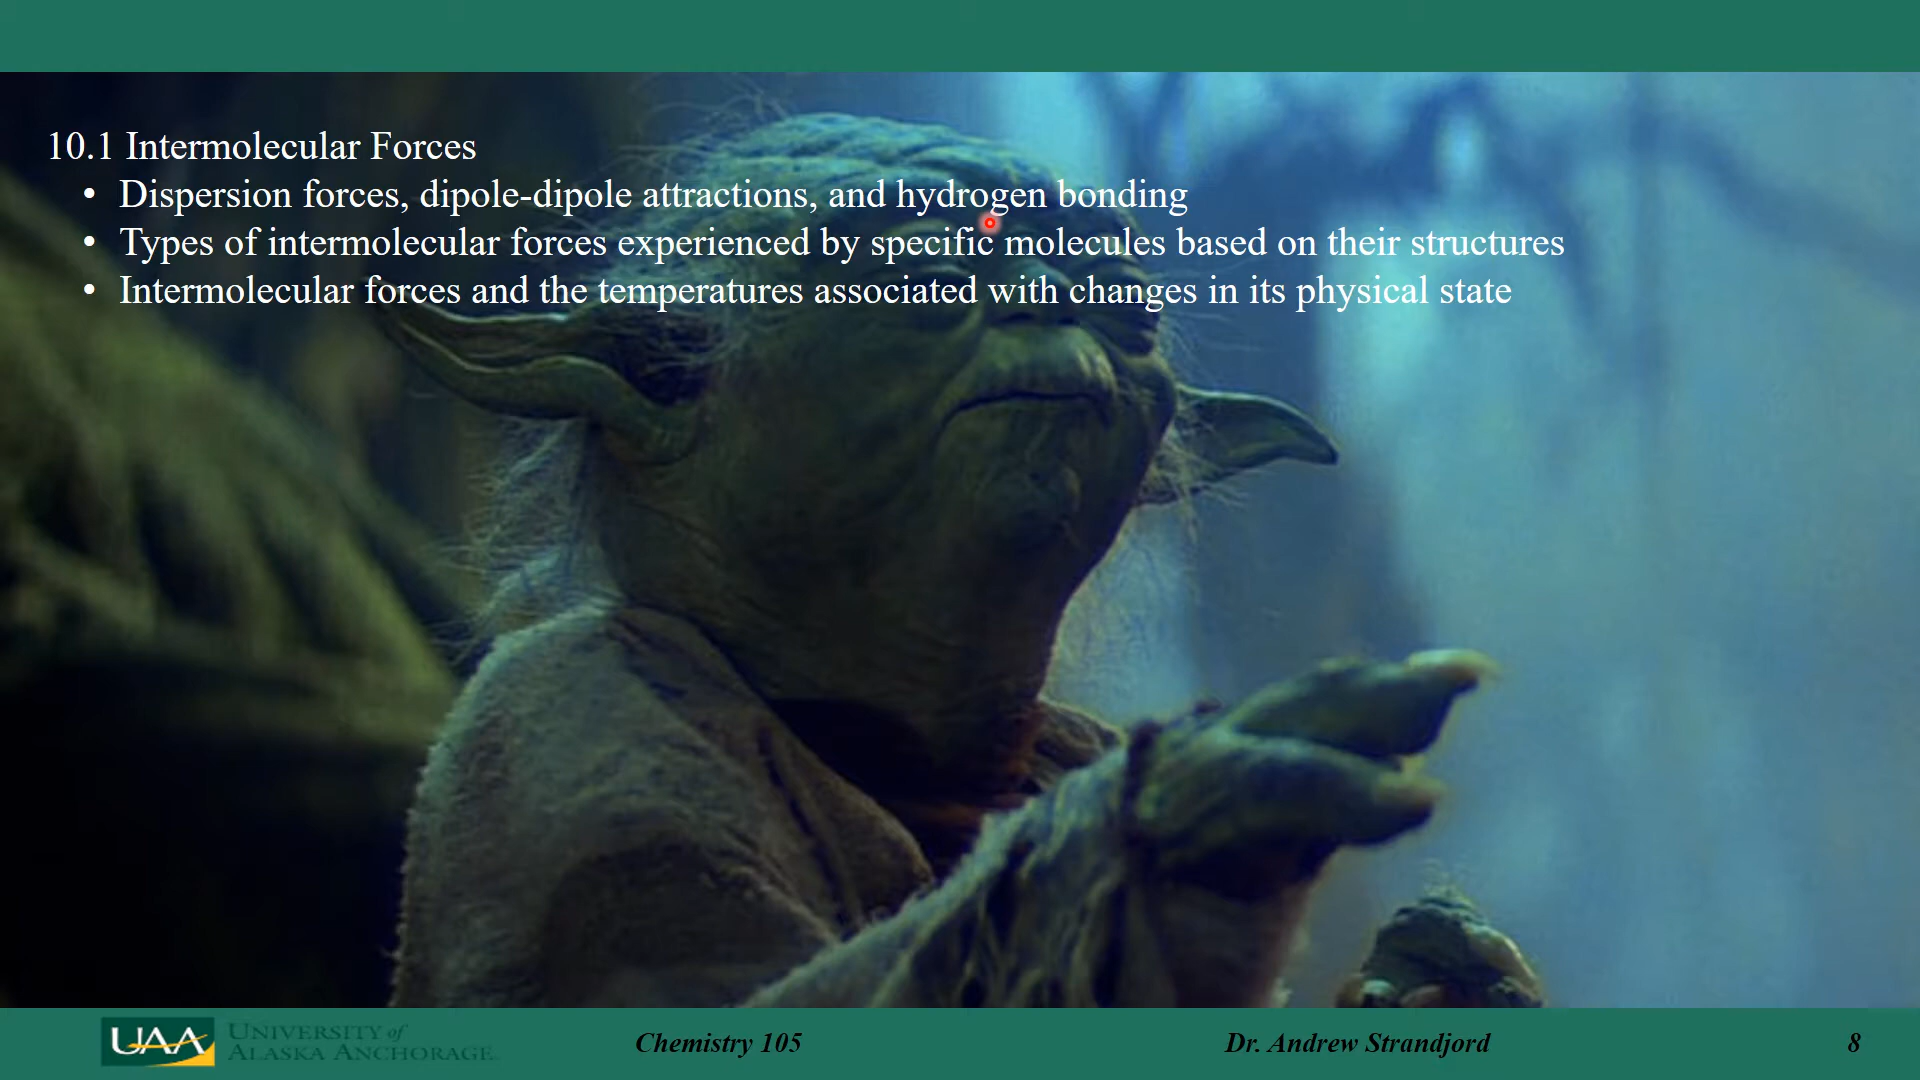 10.1 Intermolecular Forces
• Dispersion forces, dipole-dipole attractions, and hydrogen bonding
• Types of intermolecular forces experienced by specific molecules based on their structures
• Intermolecular forces and the temperatures associated with changes in its physical state
UAA
UNIVERSITY of
ALASKA ANCHORAGE.
Chemistry 105
Dr. Andrew Strandjord
8